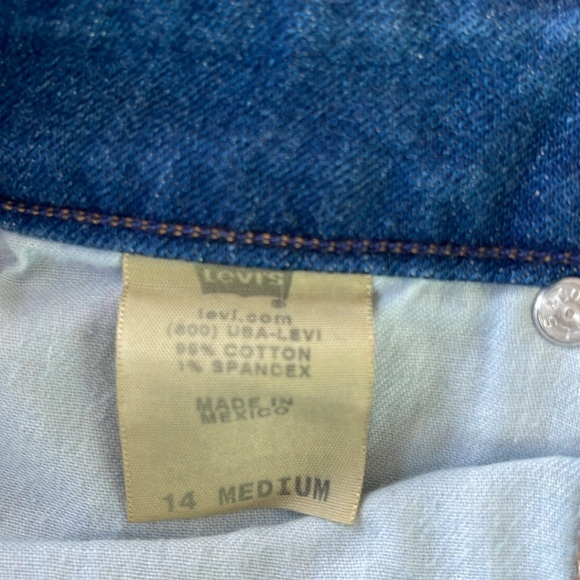 Levi's
levi.com
(800) USA-LEVI
99% COTTON
1% SPANDEX
MADE IN
MEXICO
14 MEDIUM